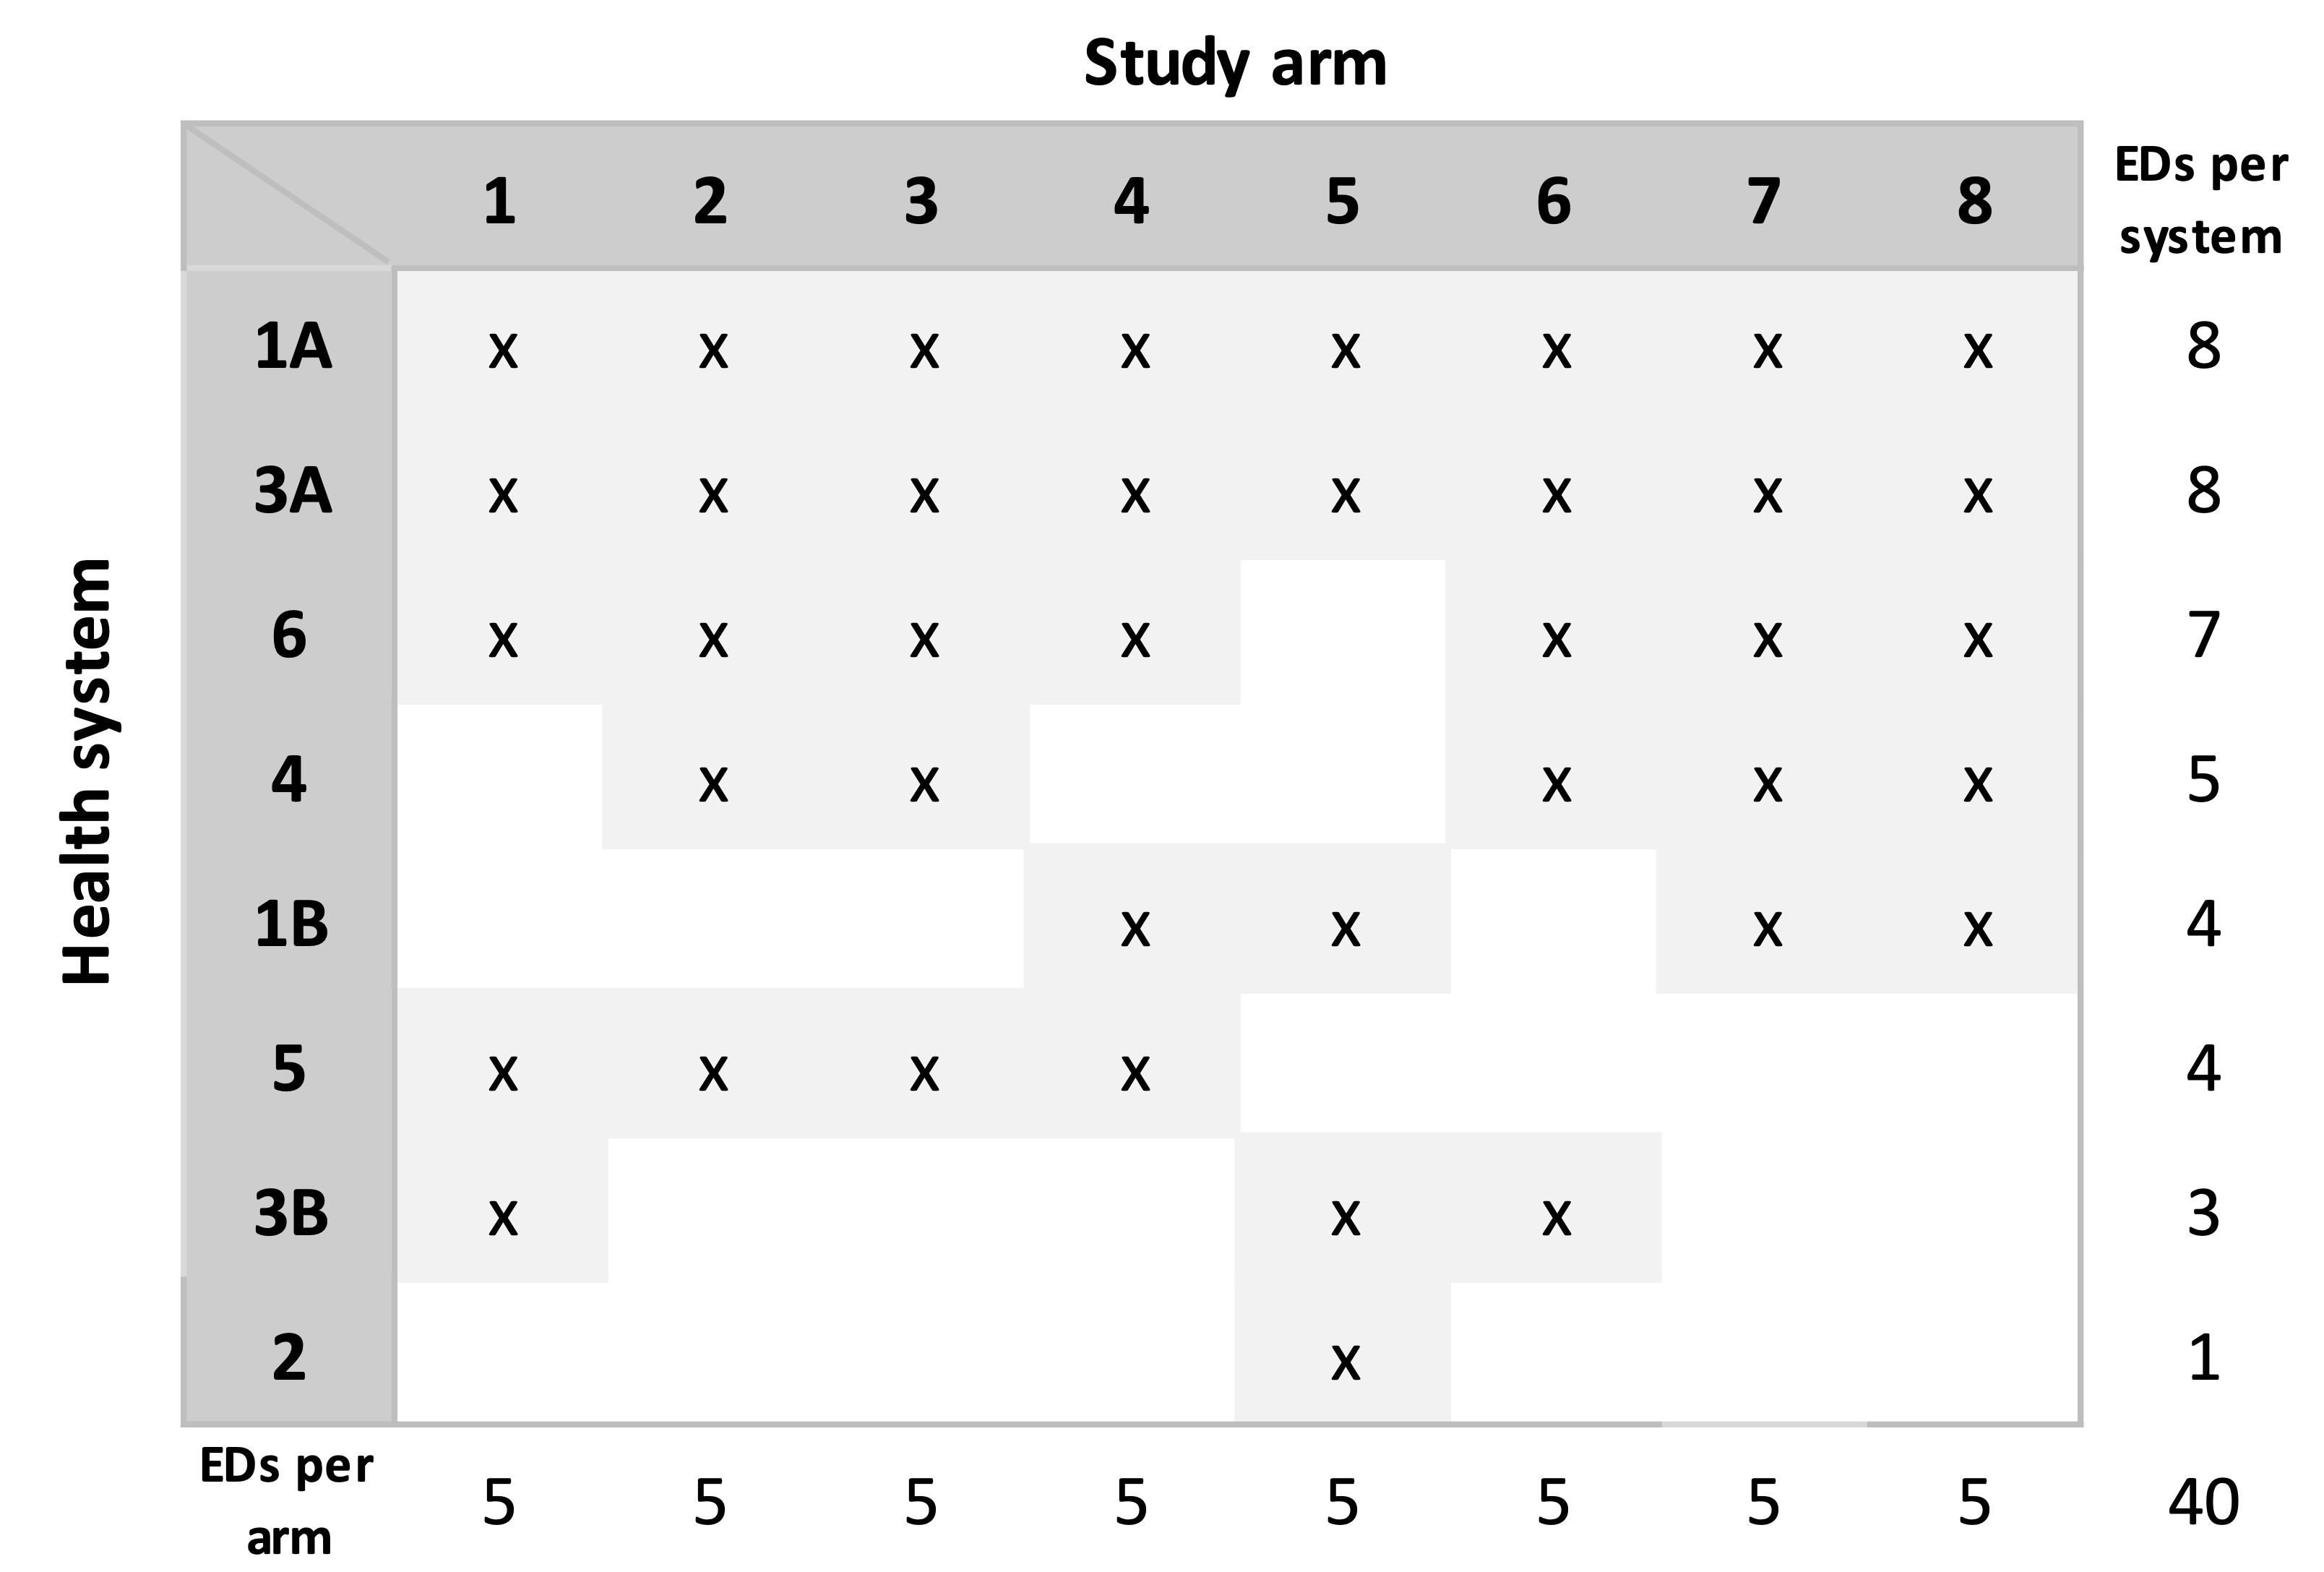 Study arm
1 2 3 4 5 6 7 8 EDs per
system
Health system
1A x x x x x x x x 8
3A x x x x x x x x 8
6 x x x x x x x 7
4 x x x x x 5
1B x x x x 4
5 x x x x 4
3B x x x 3
2 x 1
EDs per
arm 5 5 5 5 5 5 5 5 40